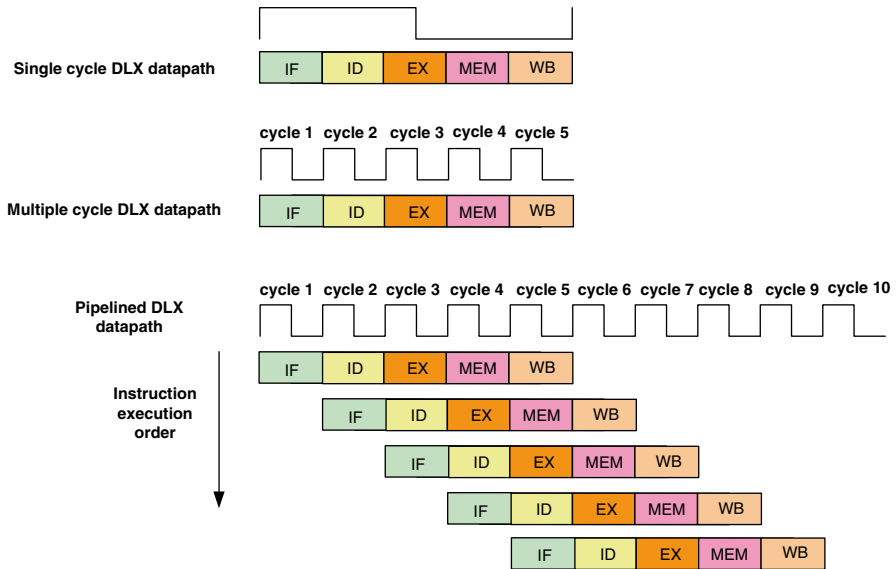 Single cycle DLX datapath
IF ID EX MEM WB
cycle 1 cycle 2 cycle 3 cycle 4 cycle 5
Multiple cycle DLX datapath
IF ID EX MEM WB
cycle 1 cycle 2 cycle 3 cycle 4 cycle 5 cycle 6 cycle 7 cycle 8 cycle 9 cycle 10
Pipelined DLX
datapath
IF ID EX MEM WB
Instruction
execution
order
IF ID EX MEM WB
IF ID EX MEM WB
IF ID EX MEM WB
IF ID EX MEM WB